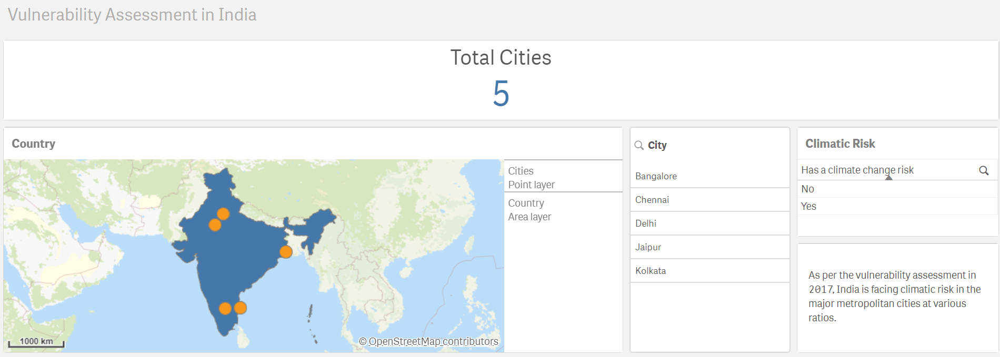 Vulnerability Assessment in India
Total Cities
5
Country
Cities
Point layer
Country
Area layer
1000 km
© OpenStreetMap contributors
City
Bangalore
Chennai
Delhi
Jaipur
Kolkata
Climatic Risk
Has a climate change risk
No
Yes
As per the vulnerability assessment in
2017, India is facing climatic risk in the
major metropolitan cities at various
ratios.